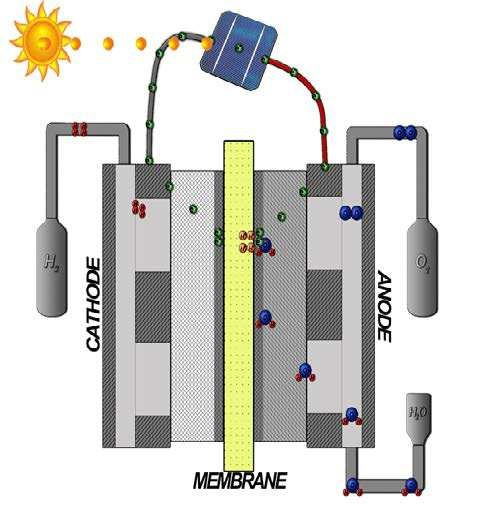 H₂
CATHODE
ANODE
O₂
H₂O
MEMBRANE